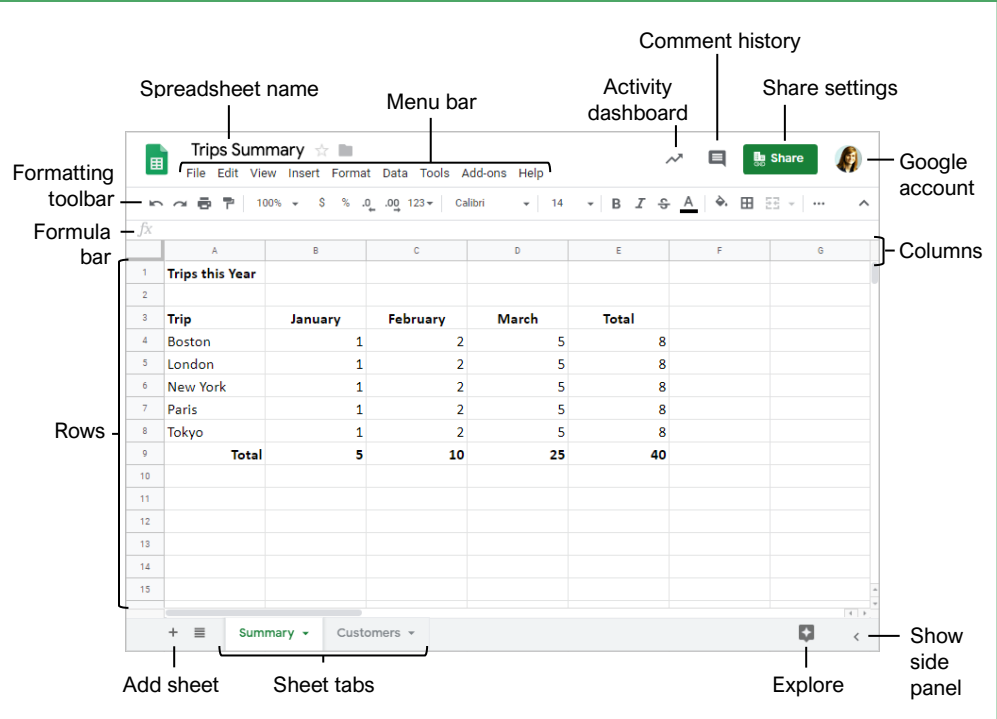 Comment history
Spreadsheet name
Menu bar
Activity
dashboard
Share settings
Trips Summary
Share
Google
account
File Edit View Insert Format Data Tools Add-ons Help
Formatting
toolbar
100% $ % .0 .00 123 Calibri 14 B I S A ...
Formula
bar
fx
Columns
A B C D E F G
1 Trips this Year
2
3 Trip January February March Total
4 Boston 1 2 5 8
5 London 1 2 5 8
6 New York 1 2 5 8
7 Paris 1 2 5 8
Rows
8 Tokyo 1 2 5 8
9 Total 5 10 25 40
10
11
12
13
14
15
+ Summary Customers
Show
side
panel
Add sheet
Sheet tabs
Explore